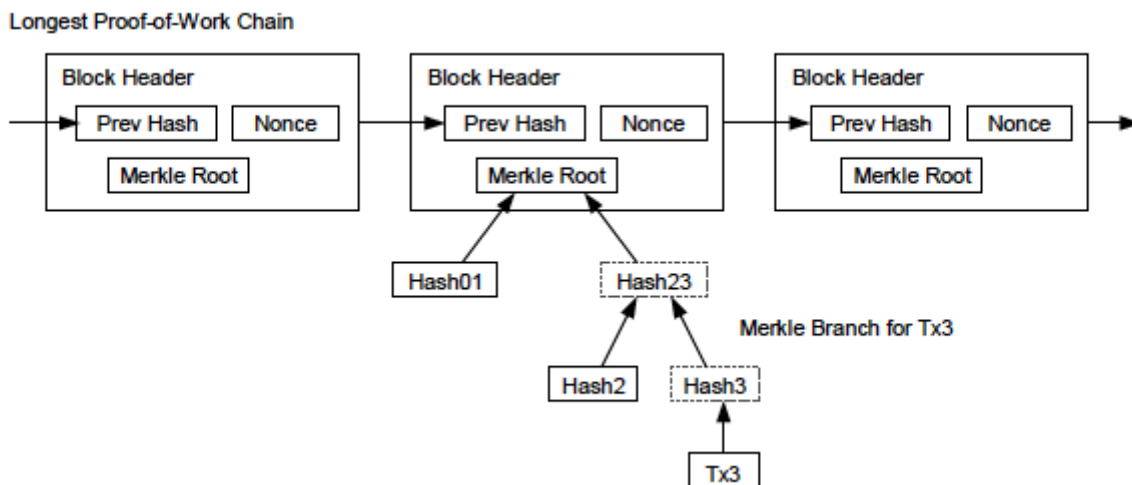 Longest Proof-of-Work Chain
Block Header
Prev Hash
Nonce
Merkle Root
Block Header
Prev Hash
Nonce
Merkle Root
Block Header
Prev Hash
Nonce
Merkle Root
Hash01
Hash23
Merkle Branch for Tx3
Hash2
Hash3
Tx3